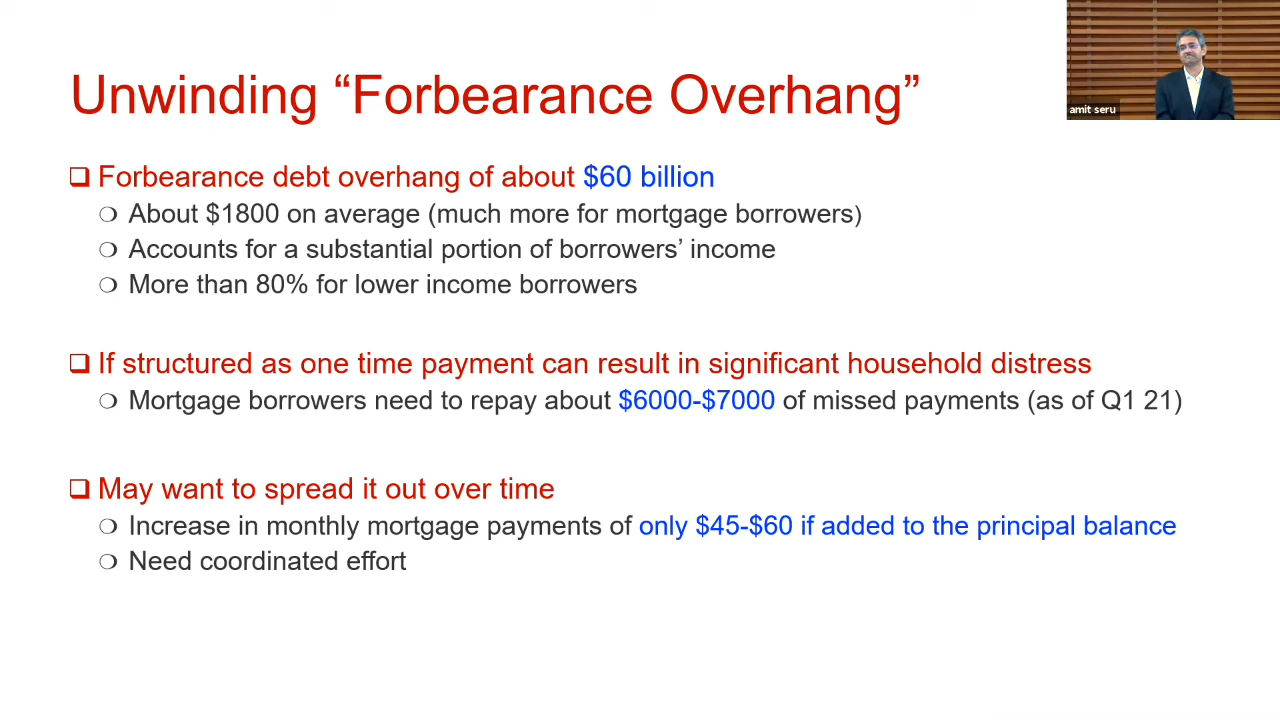 Unwinding “Forbearance Overhang”
amit seru
❑ Forbearance debt overhang of about $60 billion
❍ About $1800 on average (much more for mortgage borrowers)
❍ Accounts for a substantial portion of borrowers’ income
❍ More than 80% for lower income borrowers
❑ If structured as one time payment can result in significant household distress
❍ Mortgage borrowers need to repay about $6000-$7000 of missed payments (as of Q1 21)
❑ May want to spread it out over time
❍ Increase in monthly mortgage payments of only $45-$60 if added to the principal balance
❍ Need coordinated effort